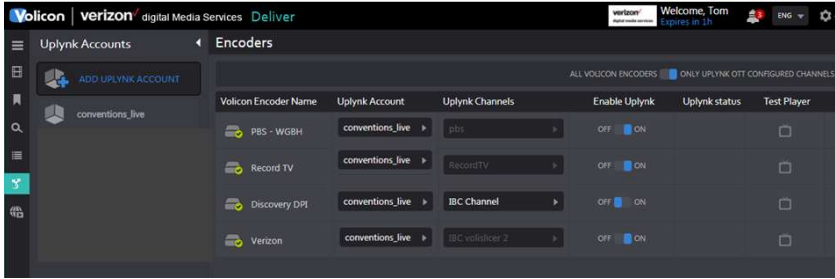 Volicon | verizon✓ digital Media Services Deliver
verizon✓
digital media services
Welcome, Tom
Expires in 1h
3
ENG
Uplynk Accounts
Encoders
ADD UPLYNK ACCOUNT
conventions_live
ALL VOLICON ENCODERS ONLY UPLYNK OTT CONFIGURED CHANNELS
Volicon Encoder Name Uplynk Account Uplynk Channels Enable Uplynk Uplynk status Test Player
PBS - WGBH conventions_live pbs OFF ON
Record TV conventions_live RecordTV OFF ON
Discovery DPI conventions_live IBC Channel OFF ON
Verizon conventions_live IBC volislicer 2 OFF ON